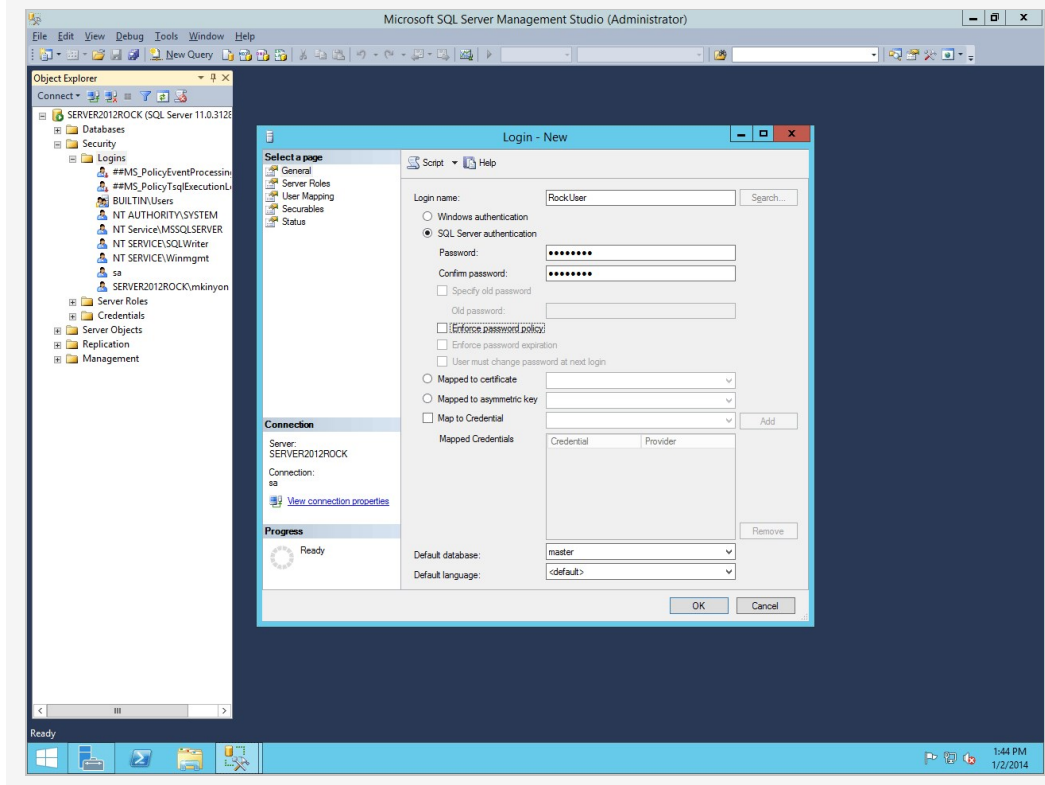 Microsoft SQL Server Management Studio (Administrator)
File Edit View Debug Tools Window Help
New Query
Object Explorer
Connect
SERVER2012ROCK (SQL Server 11.0.3128
Databases
Security
Logins
##MS_PolicyEventProcessin
##MS_PolicyTsqlExecutionL
BUILTIN\Users
NT AUTHORITY\SYSTEM
NT Service\MSSQLSERVER
NT SERVICE\SQLWriter
NT SERVICE\Winmgmt
sa
SERVER2012ROCK\mkinyon
Server Roles
Credentials
Server Objects
Replication
Management
Login - New
Select a page
General
Server Roles
User Mapping
Securables
Status
Connection
Server:
SERVER2012ROCK
Connection:
sa
View connection properties
Progress
Ready
Script Help
Login name: RockUser Search...
Windows authentication
SQL Server authentication
Password: ●●●●●●●●
Confirm password: ●●●●●●●●
Specify old password
Old password:
Enforce password policy
Enforce password expiration
User must change password at next login
Mapped to certificate
Mapped to asymmetric key
Map to Credential Add
Mapped Credentials Credential Provider
Remove
Default database: master
Default language: <default>
OK Cancel
Ready
1:44 PM
1/2/2014